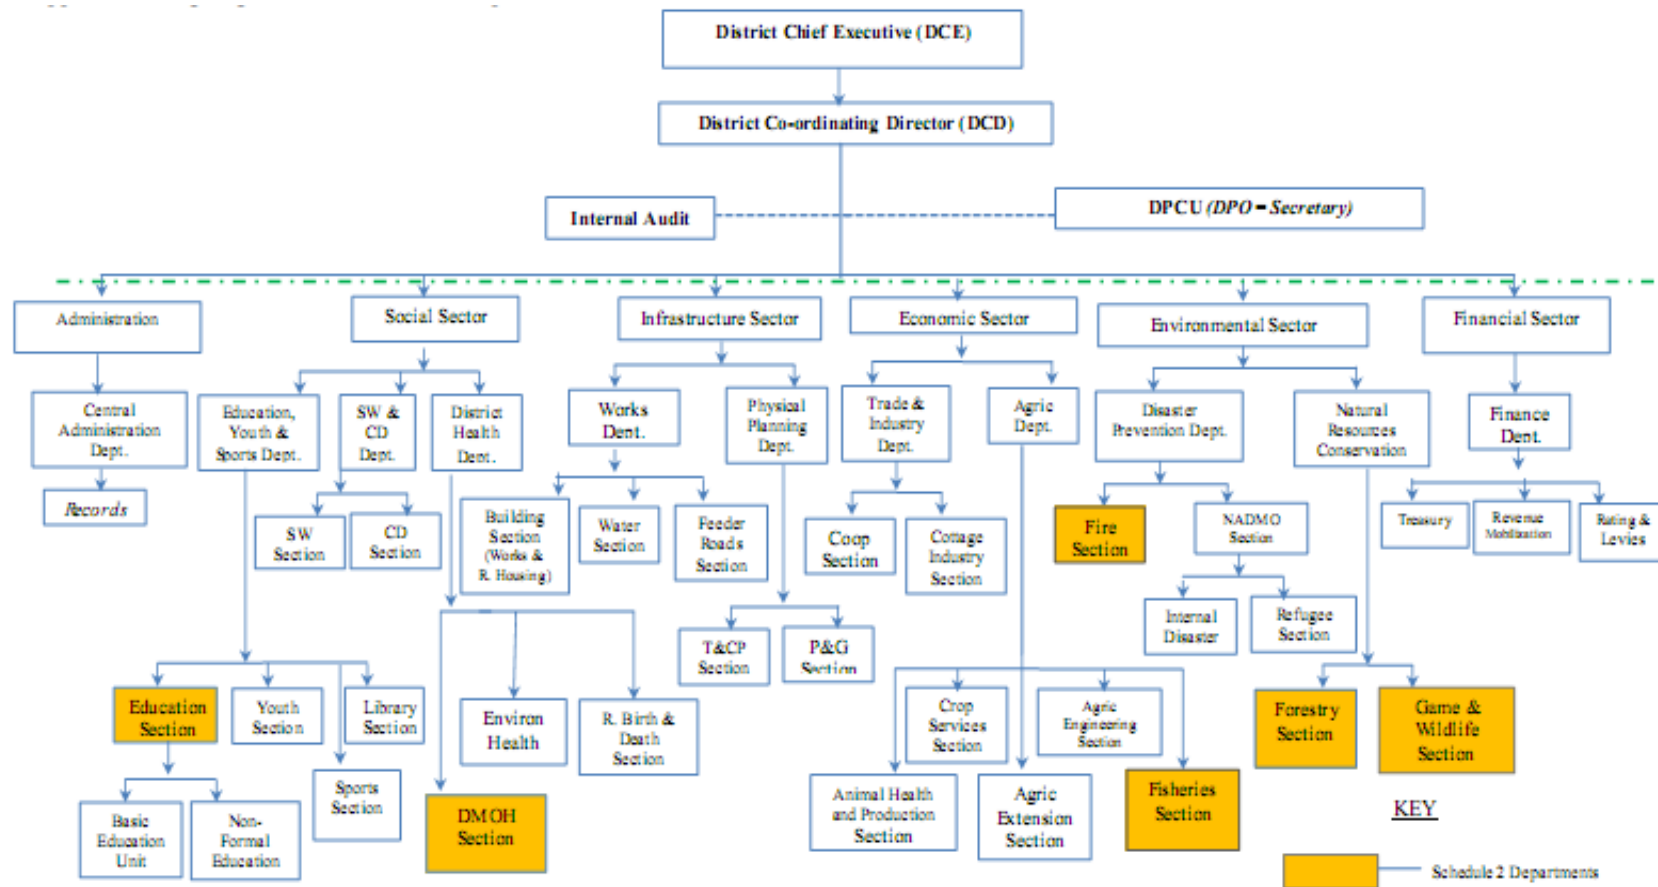 District Chief Executive (DCE)
District Co-ordinating Director (DCD)
Internal Audit
DPCU (DPO = Secretary)
Administration
Social Sector
Infrastructure Sector
Economic Sector
Environmental Sector
Financial Sector
Central
Administration
Dept.
Education,
Youth &
Sports Dept.
SW &
CD
Dept.
District
Health
Dept.
Works
Dept.
Physical
Planning
Dept.
Trade &
Industry
Dept.
Agric
Dept.
Disaster
Prevention Dept.
Natural
Resources
Conservation
Finance
Dept.
Records
SW
Section
CD
Section
Building
Section
(Works &
R. Housing)
Water
Section
Feeder
Roads
Section
Coop
Section
Cottage
Industry
Section
Fire
Section
NADMO
Section
Treasury
Revenue
Mobilization
Rating &
Levies
Internal
Disaster
Refugee
Section
T&CP
Section
P&G
Section
Education
Section
Youth
Section
Library
Section
Environ
Health
R. Birth &
Death
Section
Crop
Services
Section
Agric
Engineering
Section
Forestry
Section
Game &
Wildlife
Section
Basic
Education
Unit
Non-
Formal
Education
Sports
Section
DMOH
Section
Animal Health
and Production
Section
Agric
Extension
Section
Fisheries
Section
KEY
Schedule 2 Departments